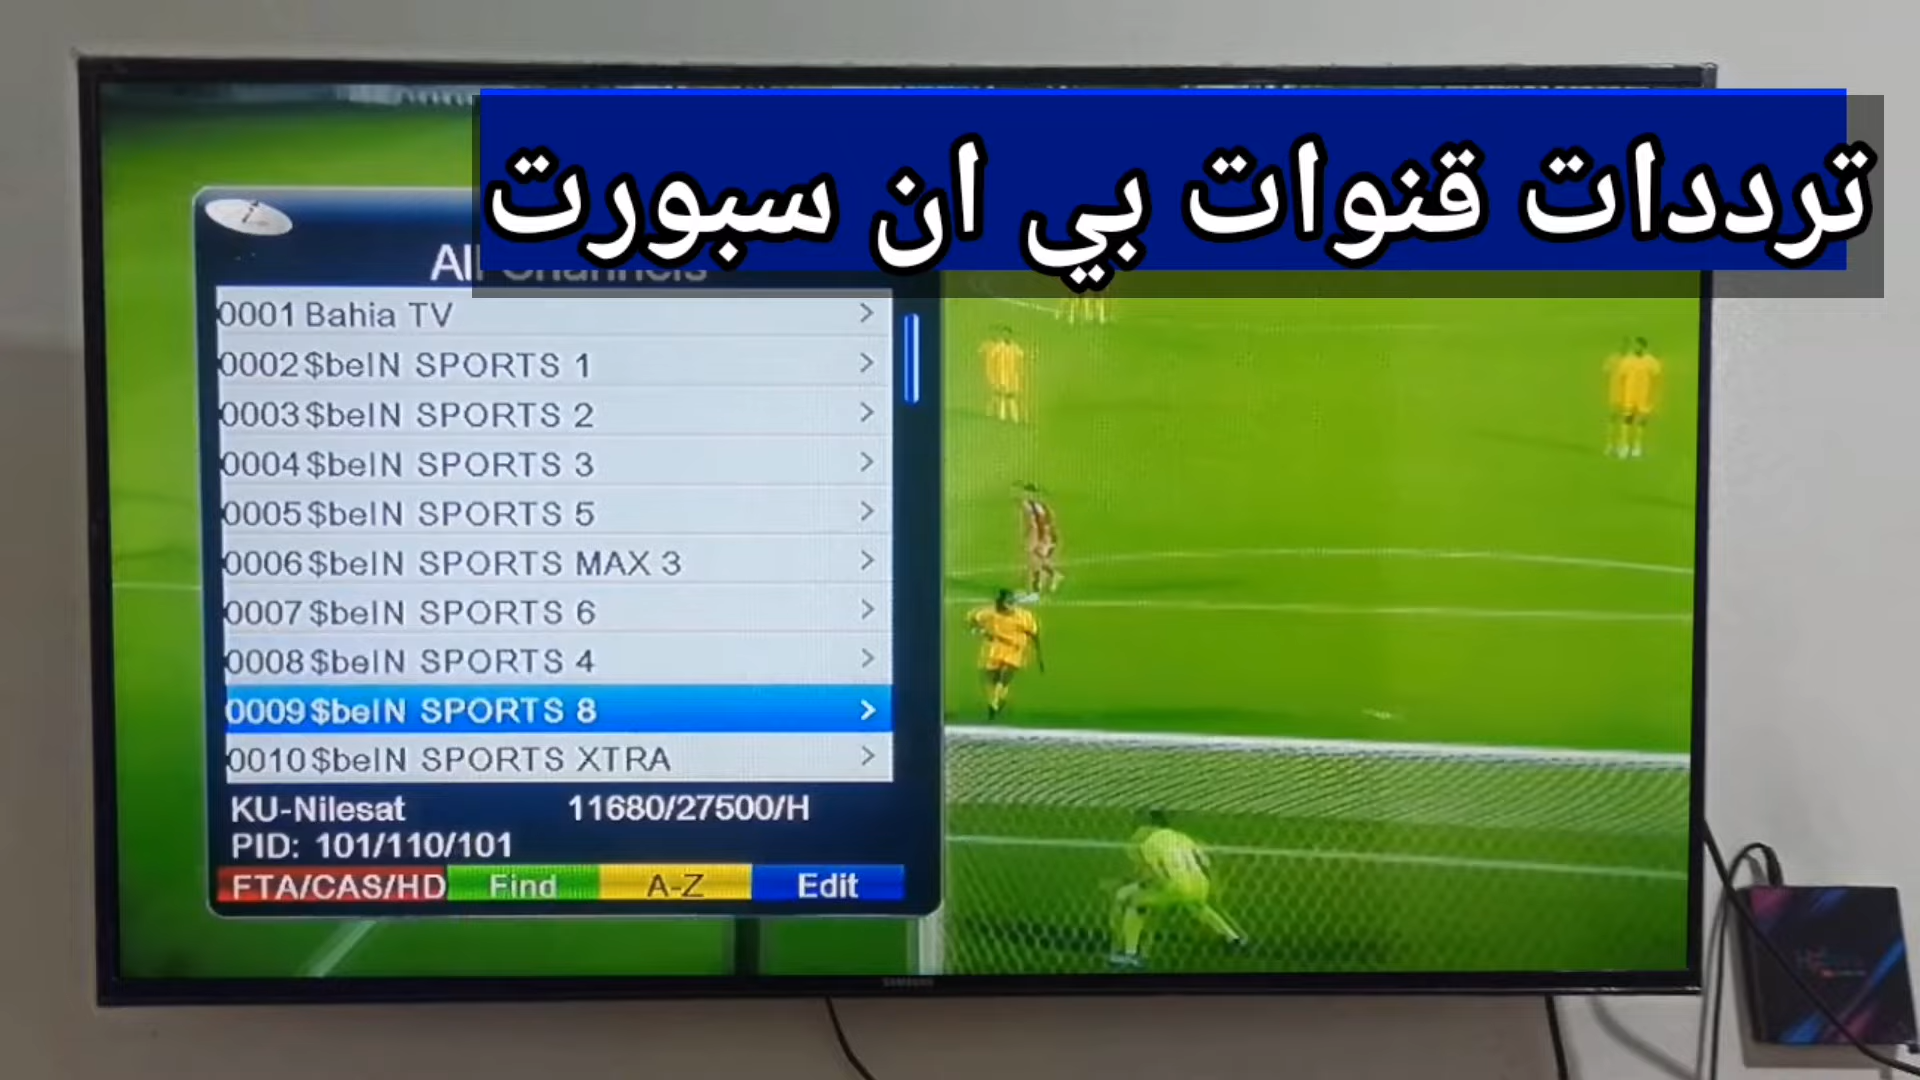 ترددات قنوات بي ان سبورت
All Channels
0001 Bahia TV >
0002 $beIN SPORTS 1 >
0003 $beIN SPORTS 2 >
0004 $beIN SPORTS 3 >
0005 $beIN SPORTS 5 >
0006 $beIN SPORTS MAX 3 >
0007 $beIN SPORTS 6 >
0008 $beIN SPORTS 4 >
0009 $beIN SPORTS 8 >
0010 $beIN SPORTS XTRA >
KU-Nilesat 11680/27500/H
PID: 101/110/101
FTA/CAS/HD Find A-Z Edit
SAMSUNG